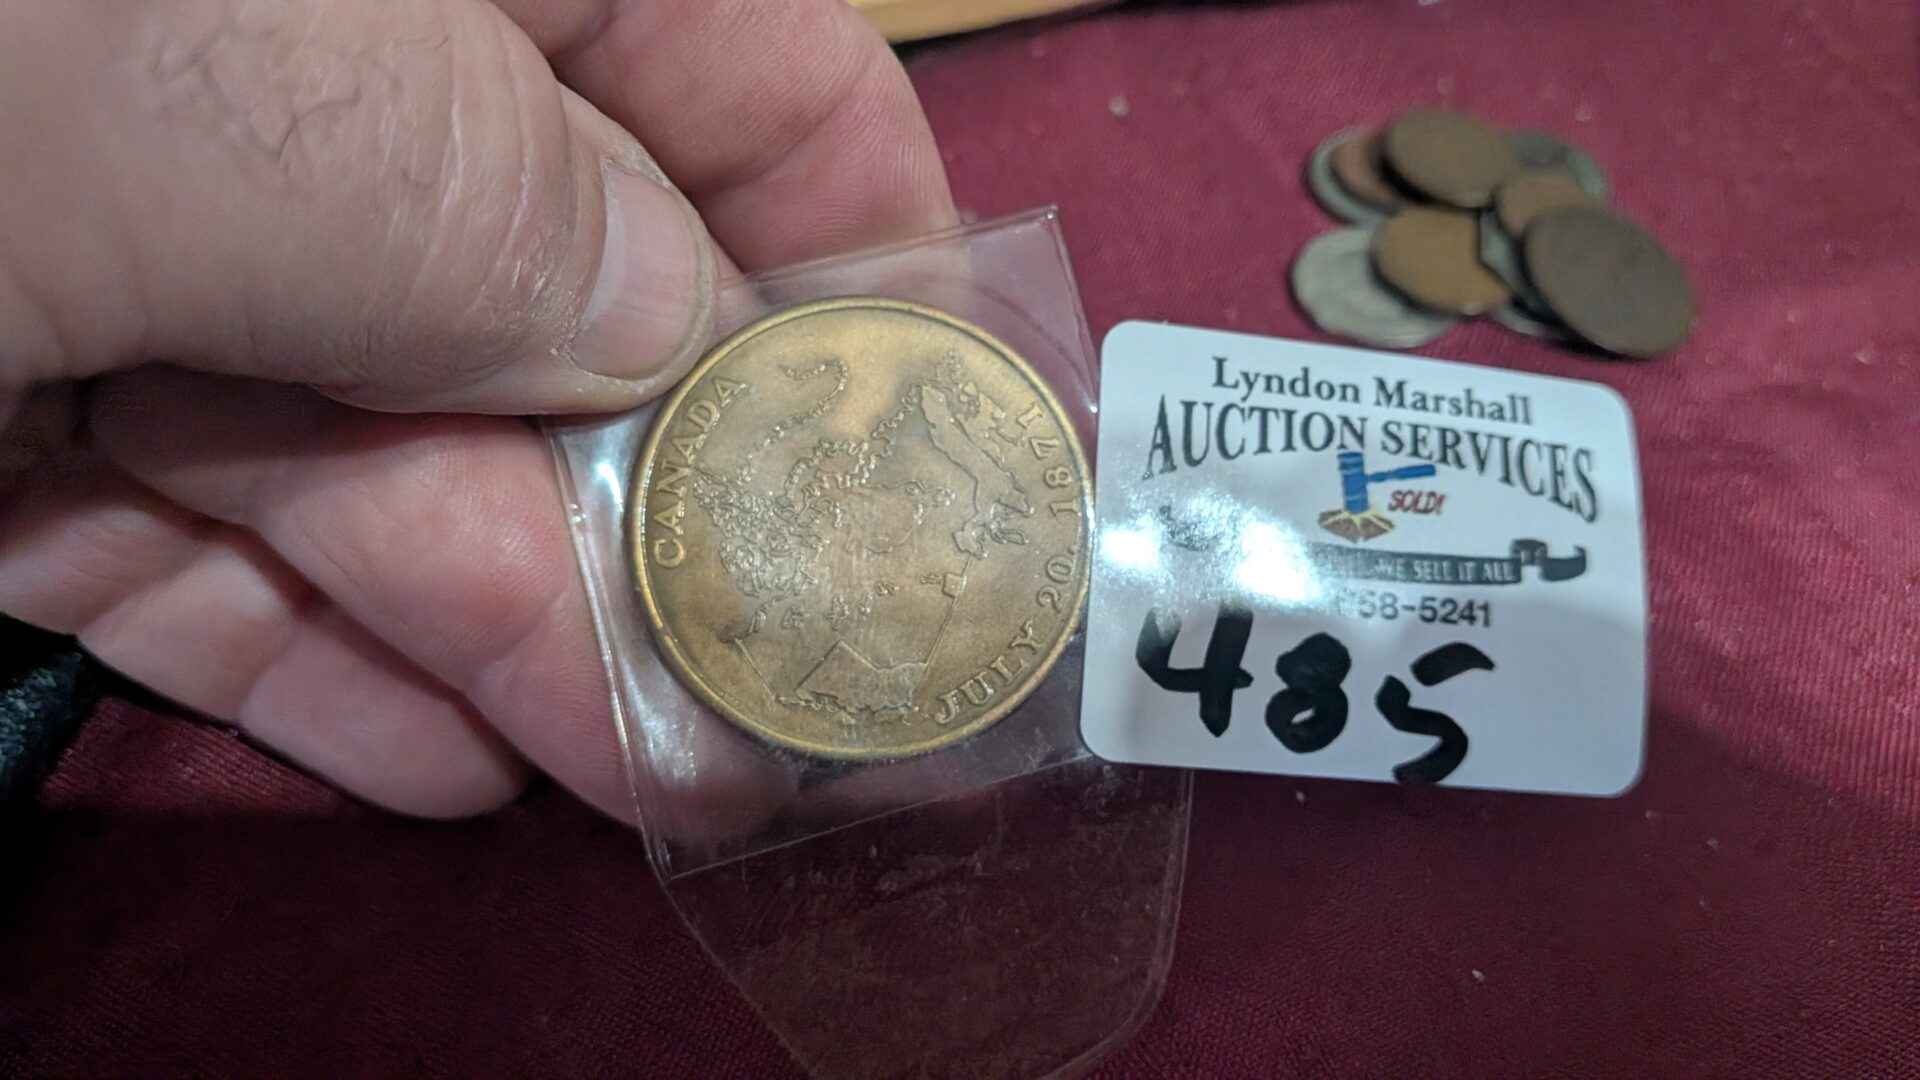 CANADA
JULY 20, 1871
Lyndon Marshall
AUCTION SERVICES
SOLD!
WE SELL IT ALL
58-5241
485